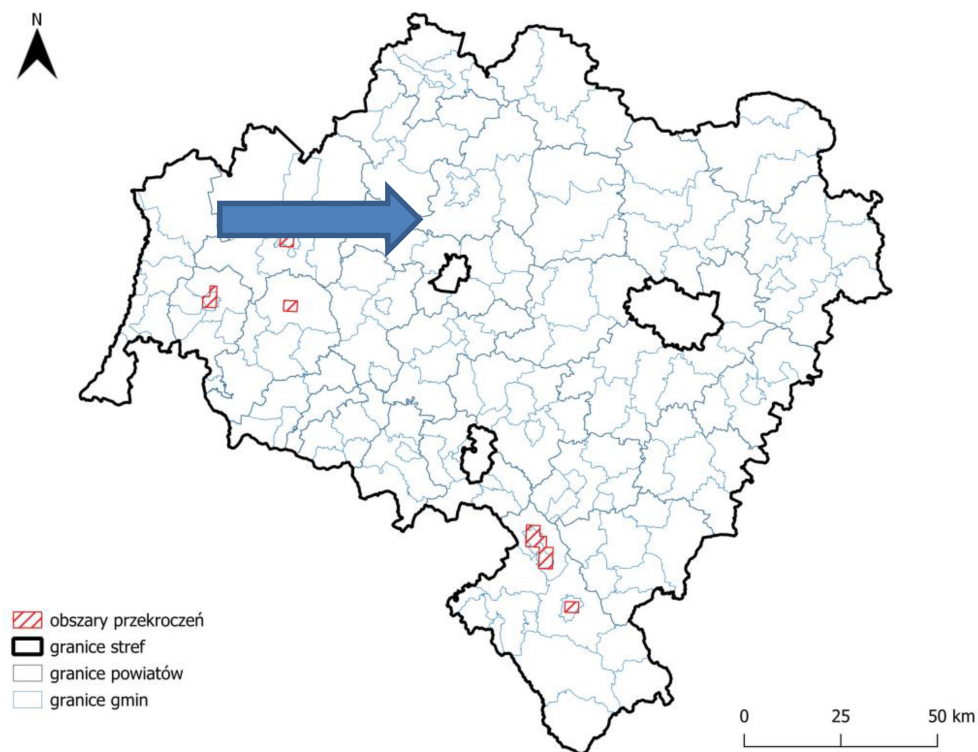 N
obszary przekroczeń
granice stref
granice powiatów
granice gmin
0 25 50 km